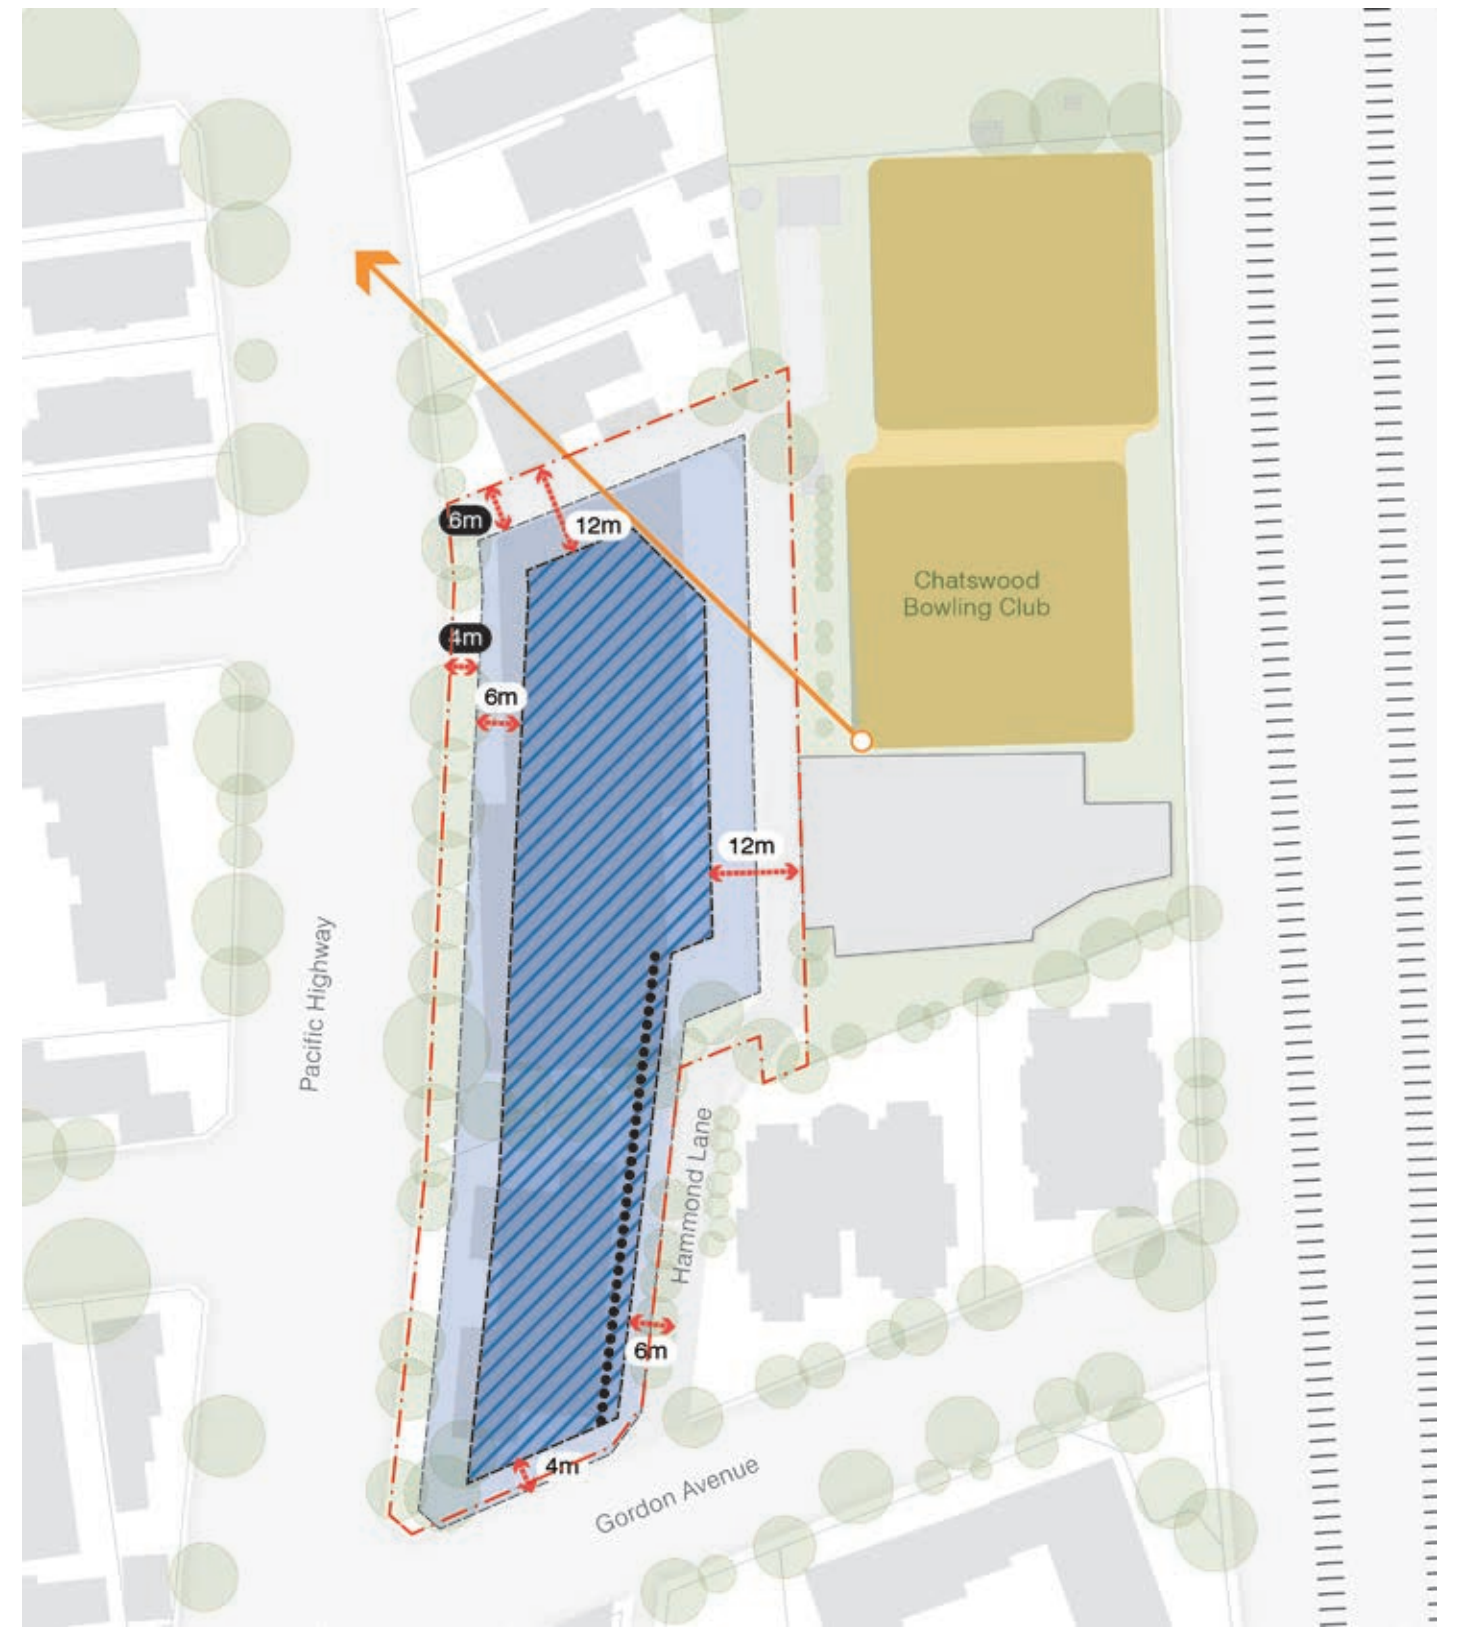 6m
12m
4m
6m
Chatswood
Bowling Club
12m
Pacific Highway
Hammond Lane
6m
4m
Gordon Avenue